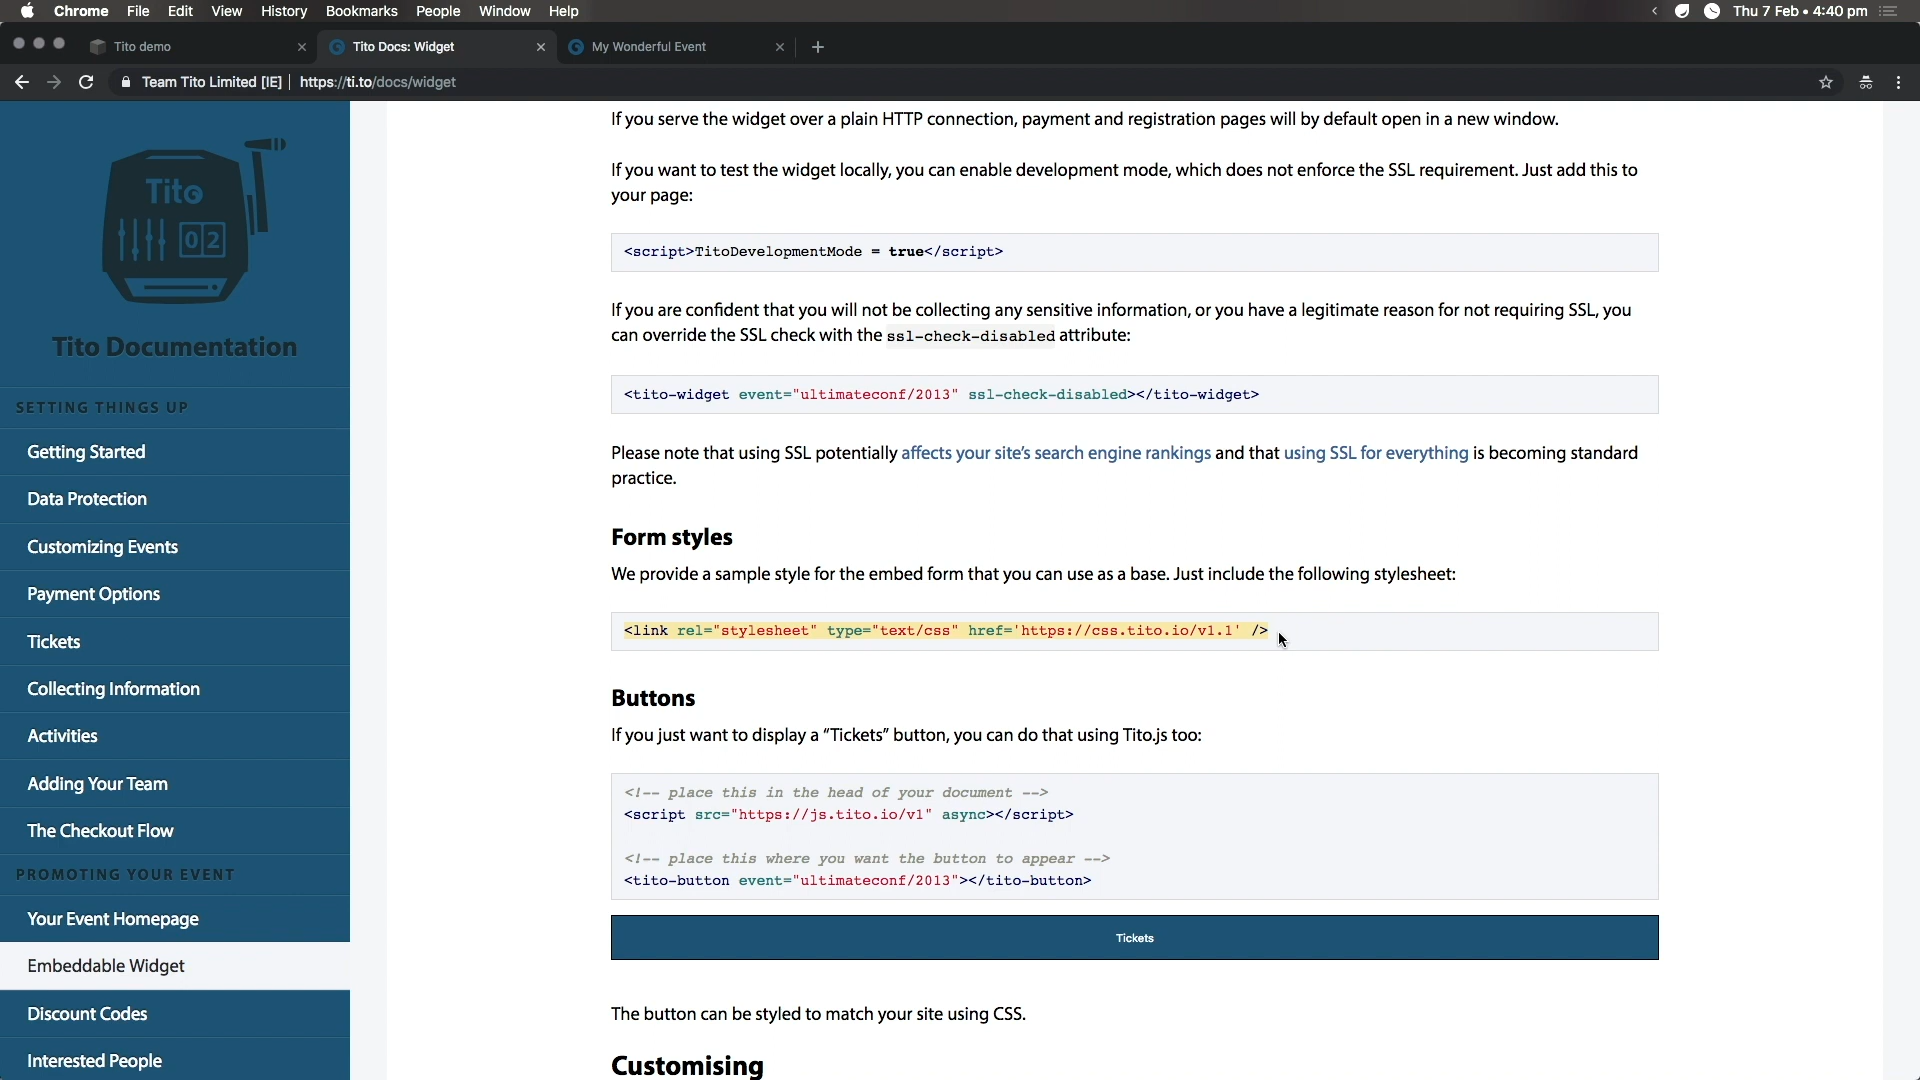 Chrome File Edit View History Bookmarks People Window Help
Thu 7 Feb • 4:40 pm
Tito demo
Tito Docs: Widget
My Wonderful Event
Team Tito Limited [IE] | https://ti.to/docs/widget
Tito
02
Tito Documentation
SETTING THINGS UP
Getting Started
Data Protection
Customizing Events
Payment Options
Tickets
Collecting Information
Activities
Adding Your Team
The Checkout Flow
PROMOTING YOUR EVENT
Your Event Homepage
Embeddable Widget
Discount Codes
Interested People
If you serve the widget over a plain HTTP connection, payment and registration pages will by default open in a new window.
If you want to test the widget locally, you can enable development mode, which does not enforce the SSL requirement. Just add this to
your page:
<script>TitoDevelopmentMode = true</script>
If you are confident that you will not be collecting any sensitive information, or you have a legitimate reason for not requiring SSL, you
can override the SSL check with the ssl-check-disabled attribute:
<tito-widget event="ultimateconf/2013" ssl-check-disabled></tito-widget>
Please note that using SSL potentially affects your site's search engine rankings and that using SSL for everything is becoming standard
practice.
Form styles
We provide a sample style for the embed form that you can use as a base. Just include the following stylesheet:
<link rel="stylesheet" type="text/css" href='https://css.tito.io/v1.1' />
Buttons
If you just want to display a “Tickets” button, you can do that using Tito.js too:
<!-- place this in the head of your document -->
<script src="https://js.tito.io/v1" async></script>
<!-- place this where you want the button to appear -->
<tito-button event="ultimateconf/2013"></tito-button>
Tickets
The button can be styled to match your site using CSS.
Customising